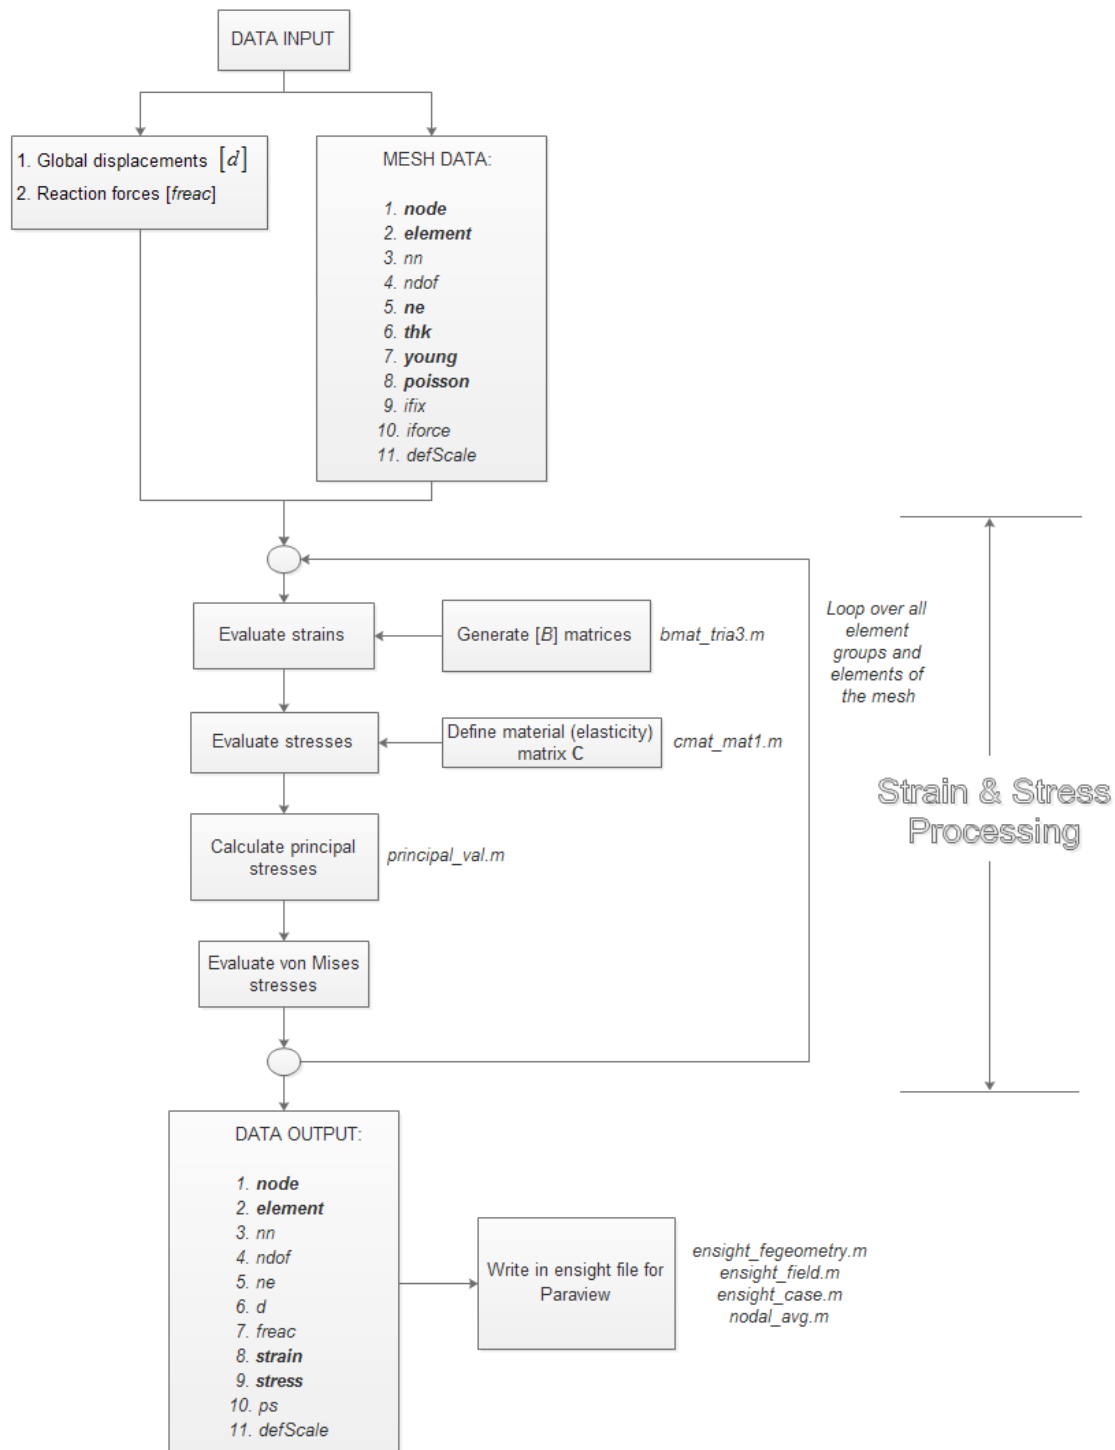 DATA INPUT
1. Global displacements [d]
2. Reaction forces [freac]
MESH DATA:
1. node
2. element
3. nn
4. ndof
5. ne
6. thk
7. young
8. poisson
9. ifix
10. iforce
11. defScale
Evaluate strains
Generate [B] matrices
bmat_tria3.m
Loop over all
element
groups and
elements of
the mesh
Evaluate stresses
Define material (elasticity)
matrix C
cmat_mat1.m
Strain & Stress
Processing
Calculate principal
stresses
principal_val.m
Evaluate von Mises
stresses
DATA OUTPUT:
1. node
2. element
3. nn
4. ndof
5. ne
6. d
7. freac
8. strain
9. stress
10. ps
11. defScale
Write in ensight file for
Paraview
ensight_fegeometry.m
ensight_field.m
ensight_case.m
nodal_avg.m